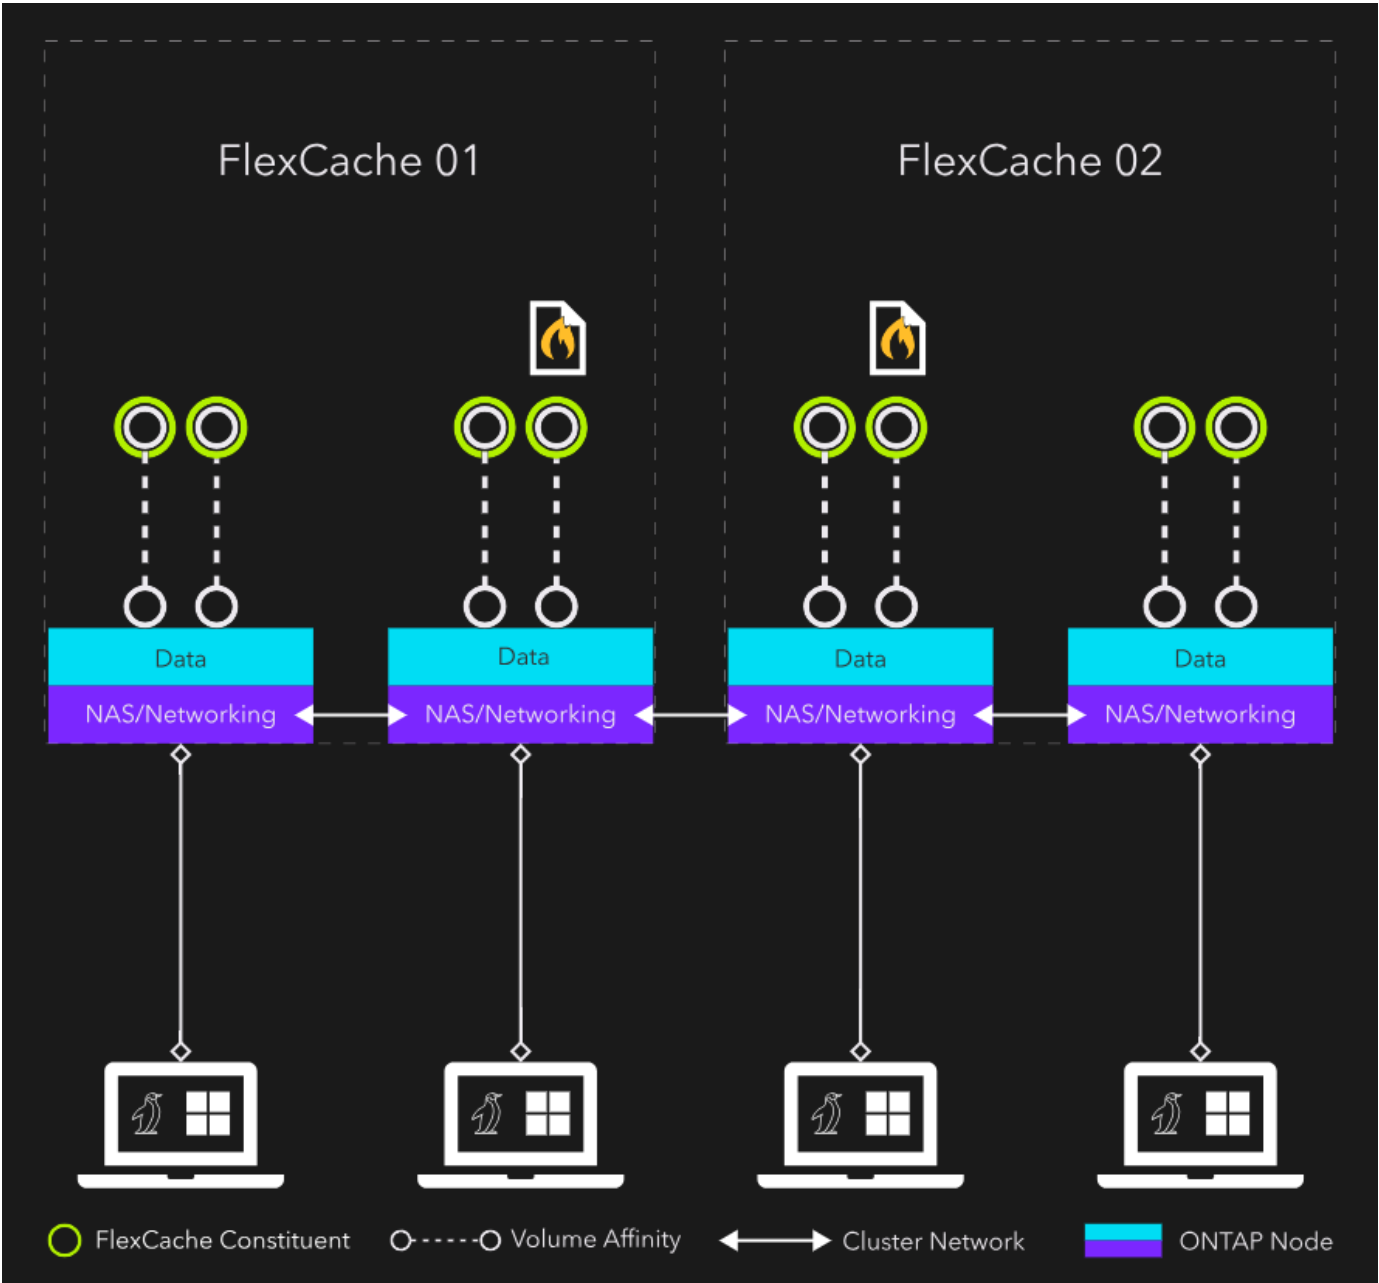 FlexCache 01
FlexCache 02
Data
Data
Data
Data
NAS/Networking
NAS/Networking
NAS/Networking
NAS/Networking
FlexCache Constituent
Volume Affinity
Cluster Network
ONTAP Node